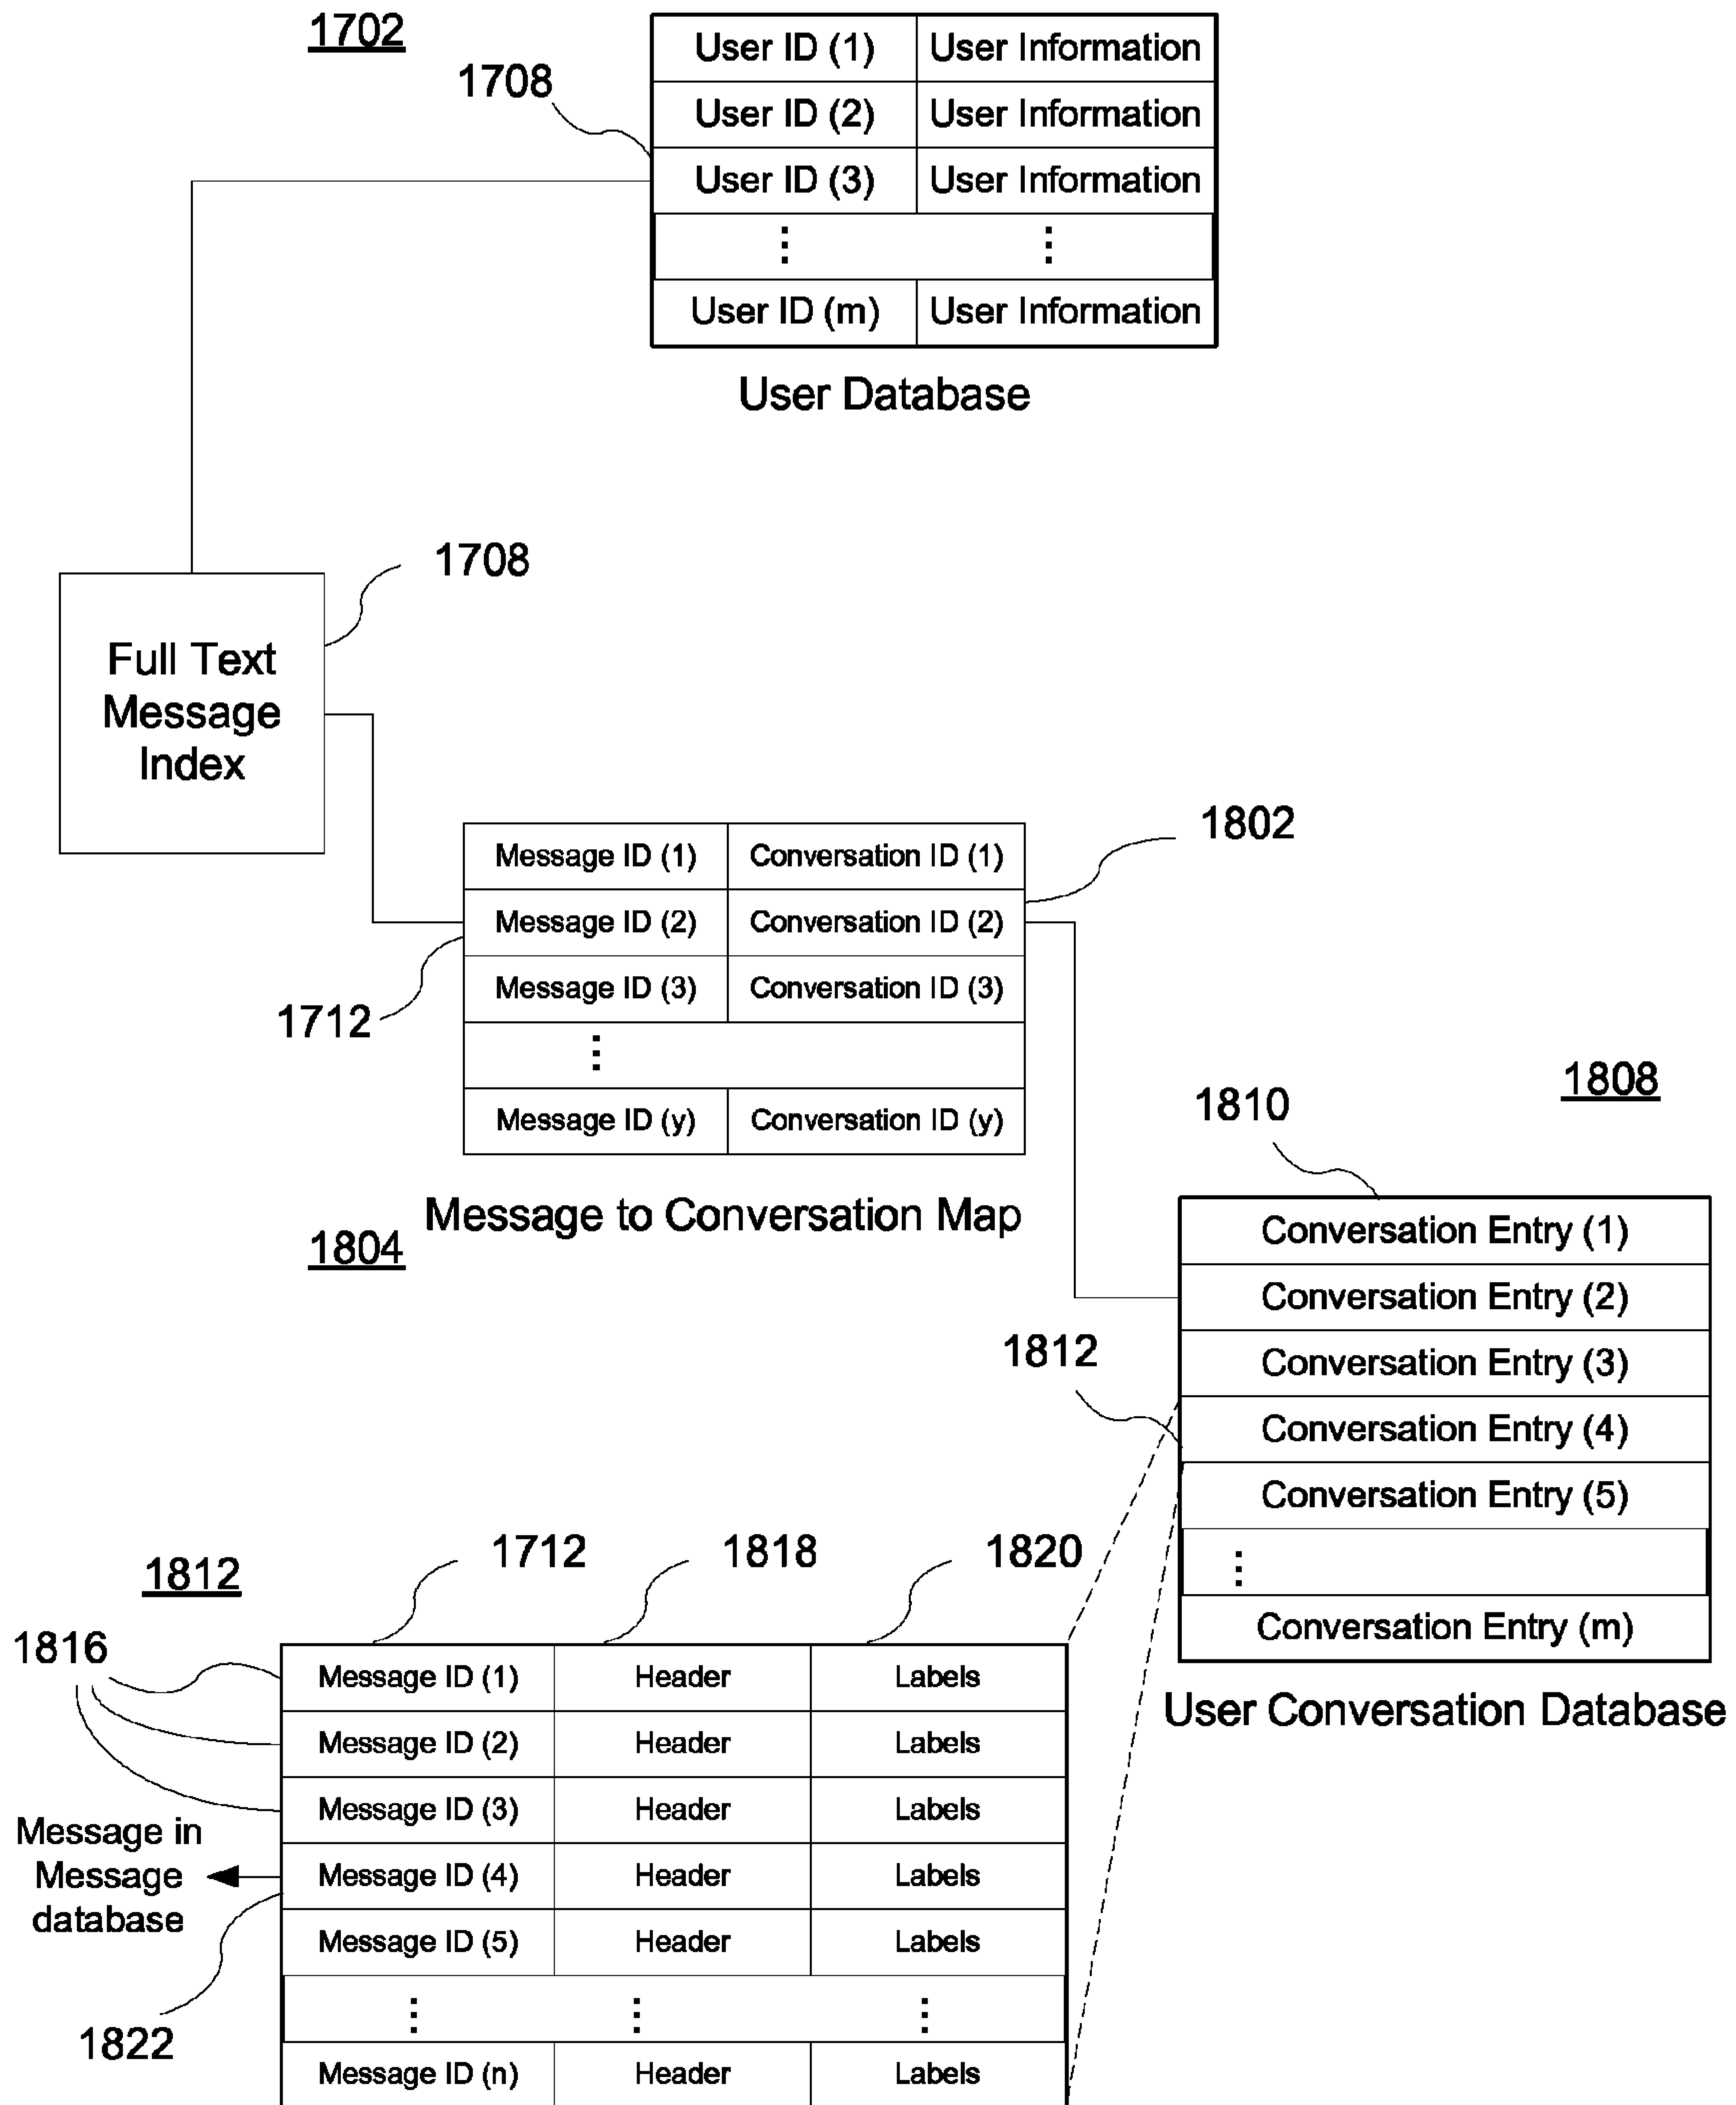 1702
User ID (1) User Information
1708
User ID (2) User Information
User ID (3) User Information
⋮ ⋮
User ID (m) User Information
User Database
1708
Full Text
Message
Index
1802
Message ID (1) Conversation ID (1)
Message ID (2) Conversation ID (2)
Message ID (3) Conversation ID (3)
1712
⋮
Message ID (y) Conversation ID (y)
Message to Conversation Map
1804
1808
1810
Conversation Entry (1)
Conversation Entry (2)
Conversation Entry (3)
1812
Conversation Entry (4)
Conversation Entry (5)
⋮
Conversation Entry (m)
User Conversation Database
1812
1712 1818 1820
1816
Message ID (1) Header Labels
Message ID (2) Header Labels
Message ID (3) Header Labels
Message in
Message
database
Message ID (4) Header Labels
Message ID (5) Header Labels
⋮ ⋮ ⋮
1822
Message ID (n) Header Labels